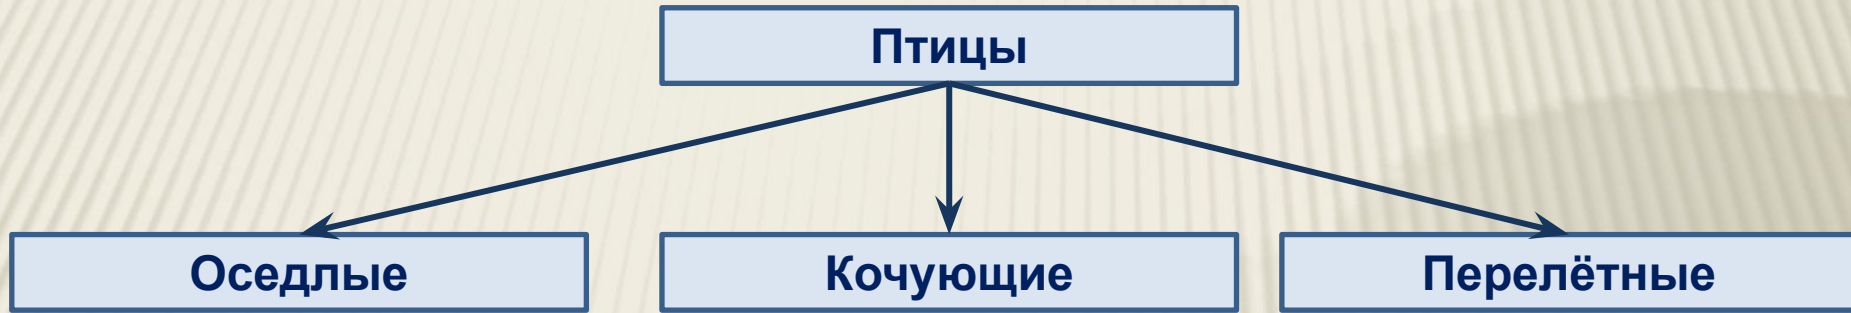 Птицы
Оседлые
Кочующие
Перелётные